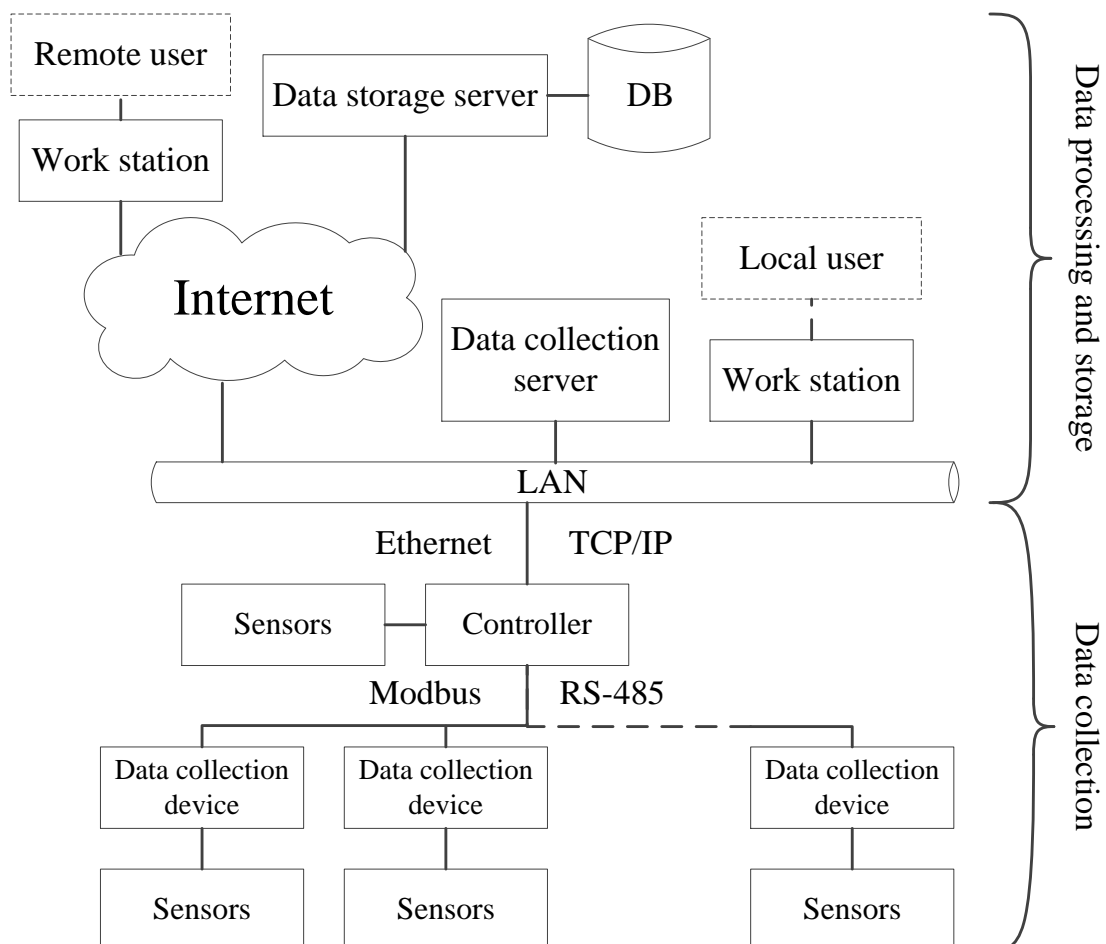 Remote user
Data storage server
DB
Work station
Internet
Local user
Data collection
server
Work station
LAN
Ethernet
TCP/IP
Sensors
Controller
Modbus
RS-485
Data collection
device
Data collection
device
Data collection
device
Sensors
Sensors
Sensors
Data processing and storage
Data collection